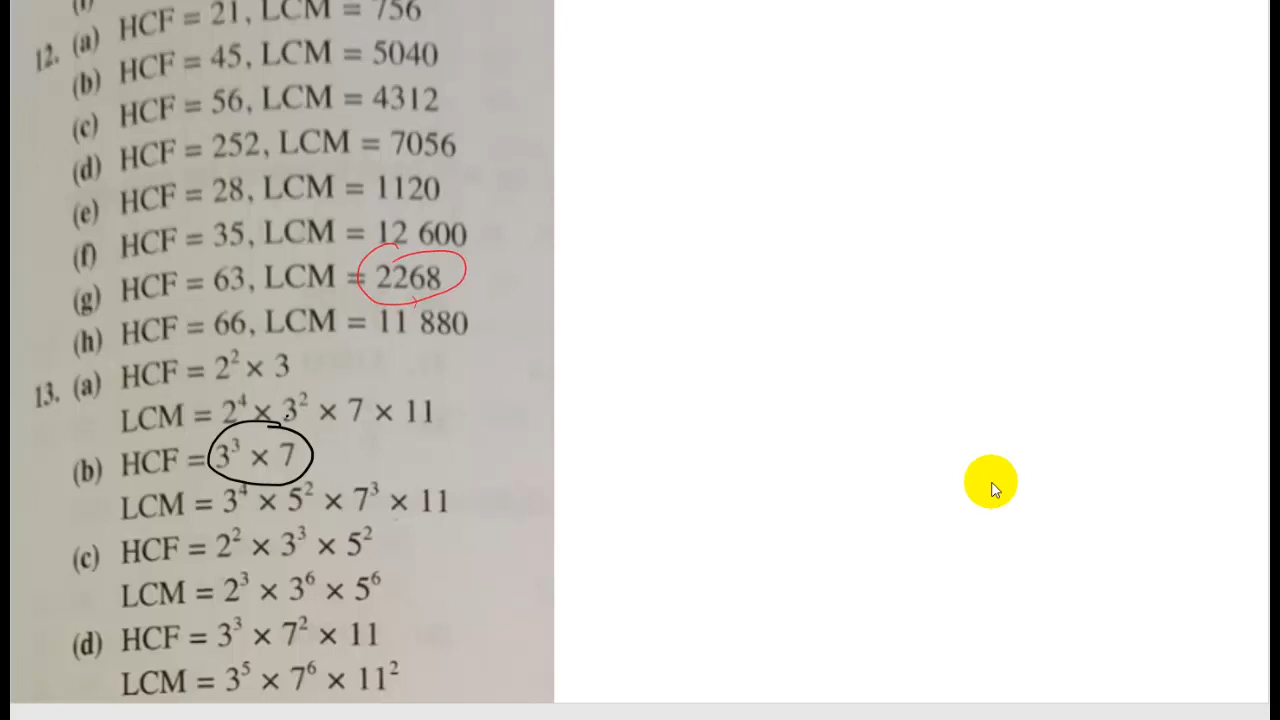 (i)
12. (a) HCF = 21, LCM = 756
(b) HCF = 45, LCM = 5040
(c) HCF = 56, LCM = 4312
(d) HCF = 252, LCM = 7056
(e) HCF = 28, LCM = 1120
(f) HCF = 35, LCM = 12 600
(g) HCF = 63, LCM = 2268
(h) HCF = 66, LCM = 11 880
13. (a) HCF = 2² × 3
LCM = 2⁴ × 3² × 7 × 11
(b) HCF = 3³ × 7
LCM = 3⁴ × 5² × 7³ × 11
(c) HCF = 2² × 3³ × 5²
LCM = 2³ × 3⁶ × 5⁶
(d) HCF = 3³ × 7² × 11
LCM = 3⁵ × 7⁶ × 11²